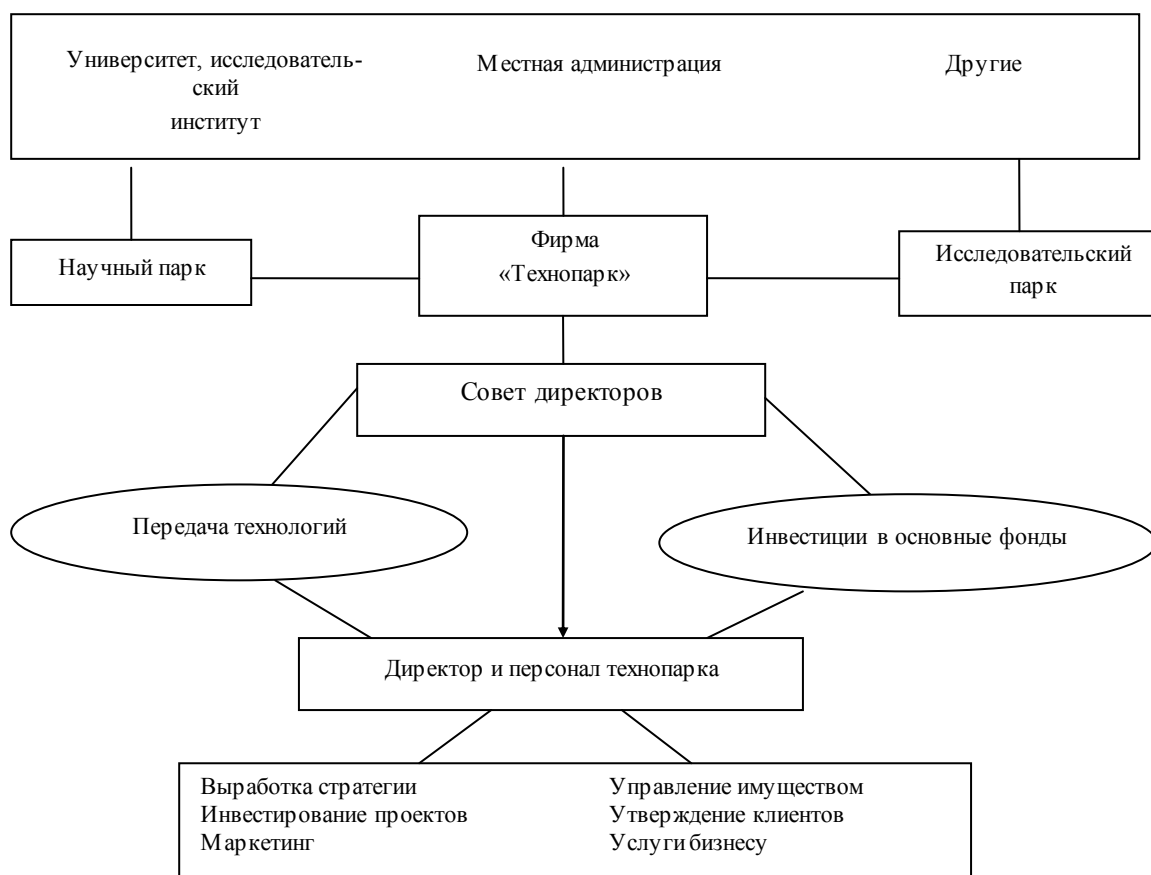 Университет, исследователь-
ский
институт
Местная администрация
Другие
Научный парк
Фирма
«Технопарк»
Исследовательский
парк
Совет директоров
Передача технологий
Инвестиции в основные фонды
Директор и персонал технопарка
Выработка стратегии
Инвестирование проектов
Маркетинг
Управление имуществом
Утверждение клиентов
Услуги бизнесу